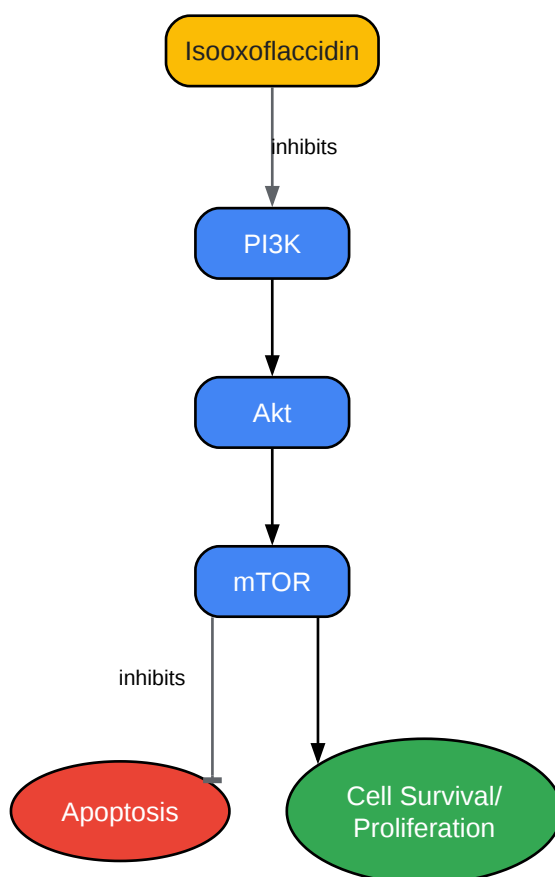 Isooxoflaccidin
inhibits
PI3K
Akt
mTOR
inhibits
Apoptosis
Cell Survival/
Proliferation